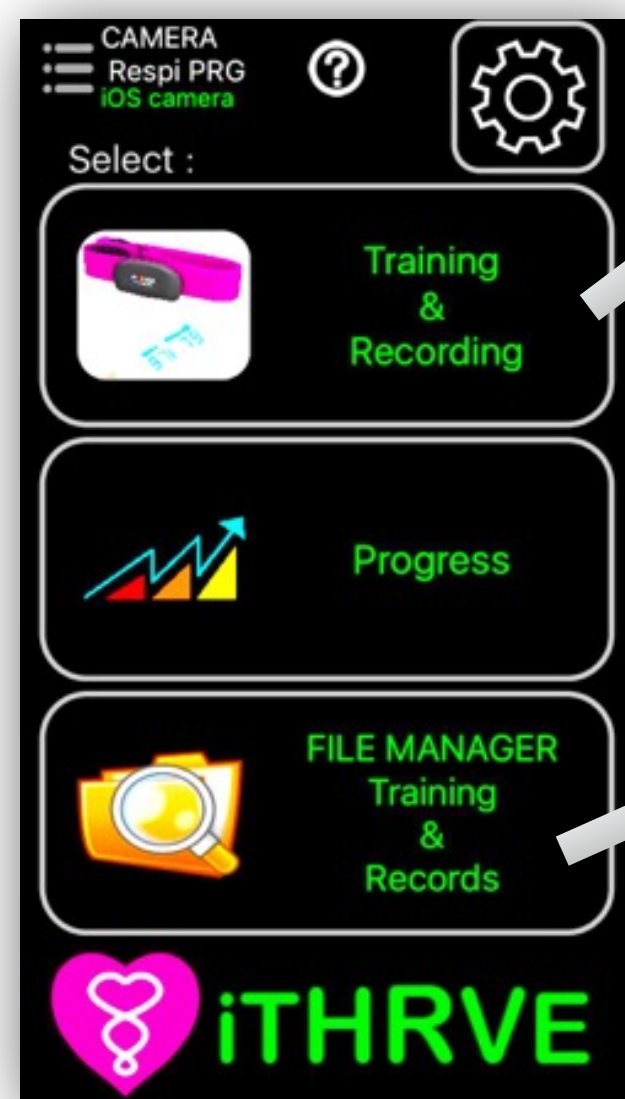 CAMERA
Respi PRG
iOS camera
?
Select :
Training
&
Recording
Progress
FILE MANAGER
Training
&
Records
iTHRVE